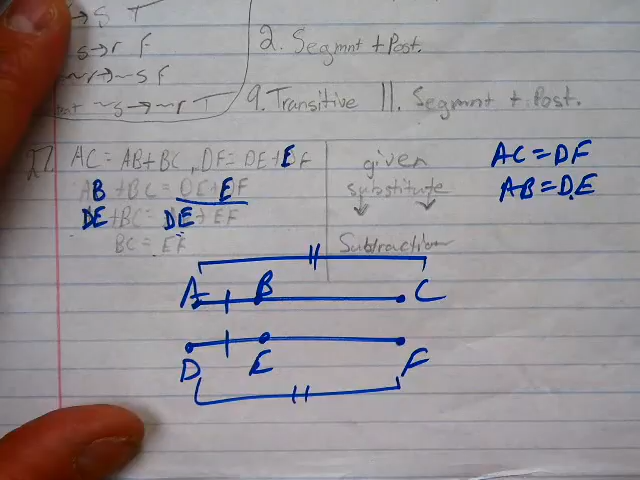 → S T
s→r F
~r→~s F
~s→~r T
2. Segmnt + Post.
9. Transitive 11. Segmnt + Post.
AC = AB+BC, DF = DE+EF given
AB+BC = DE+EF substitute
DE+BC = DE+EF
BC = EF Subtraction
AC = DF
AB = DE
A B C
D E F